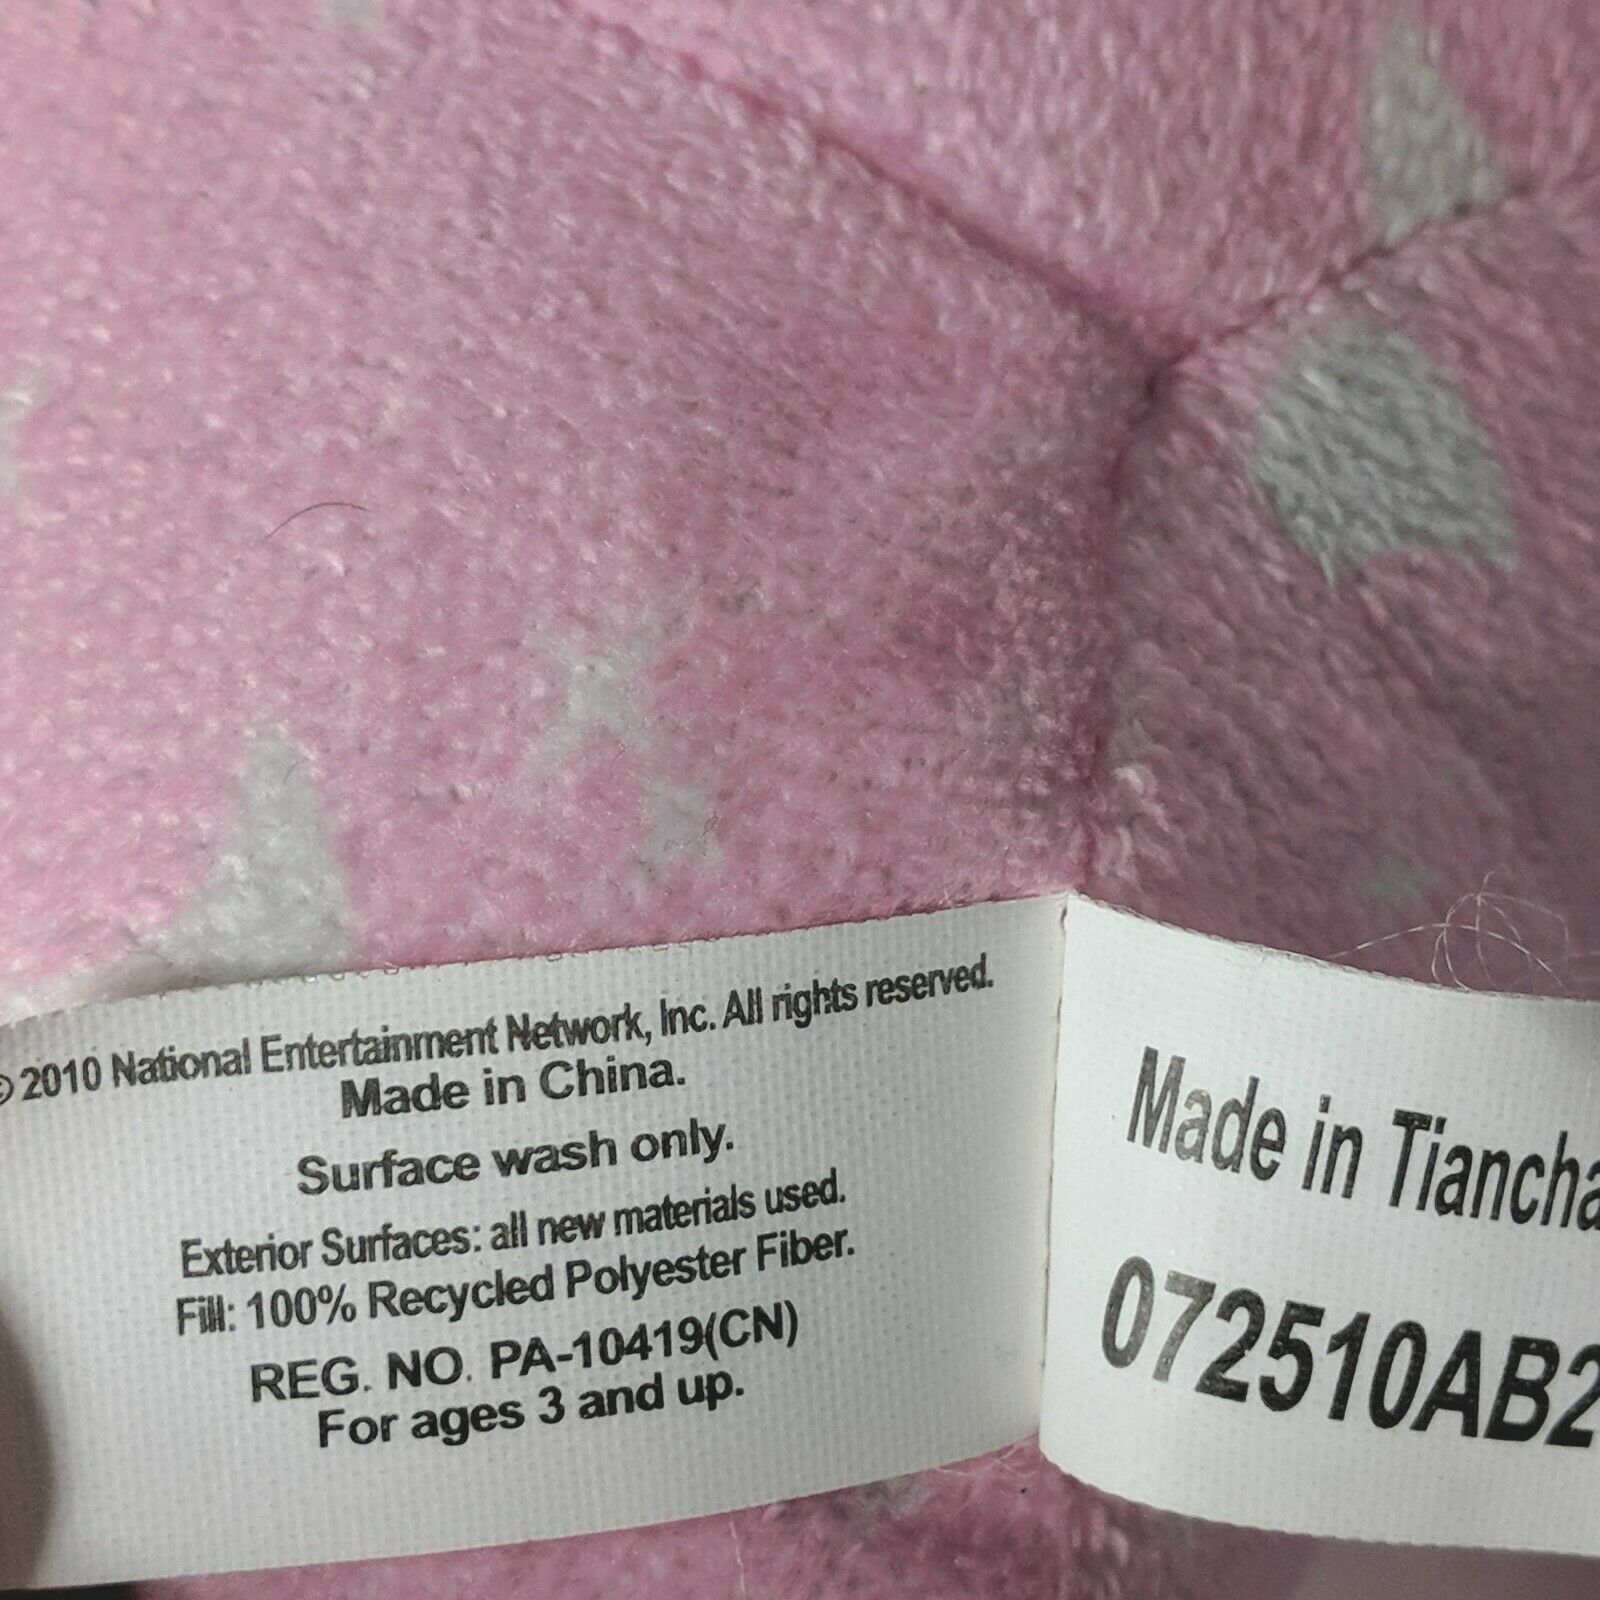 © 2010 National Entertainment Network, Inc. All rights reserved.
Made in China.
Surface wash only.
Exterior Surfaces: all new materials used.
Fill: 100% Recycled Polyester Fiber.
REG. NO. PA-10419(CN)
For ages 3 and up.
Made in Tiancha
072510AB2